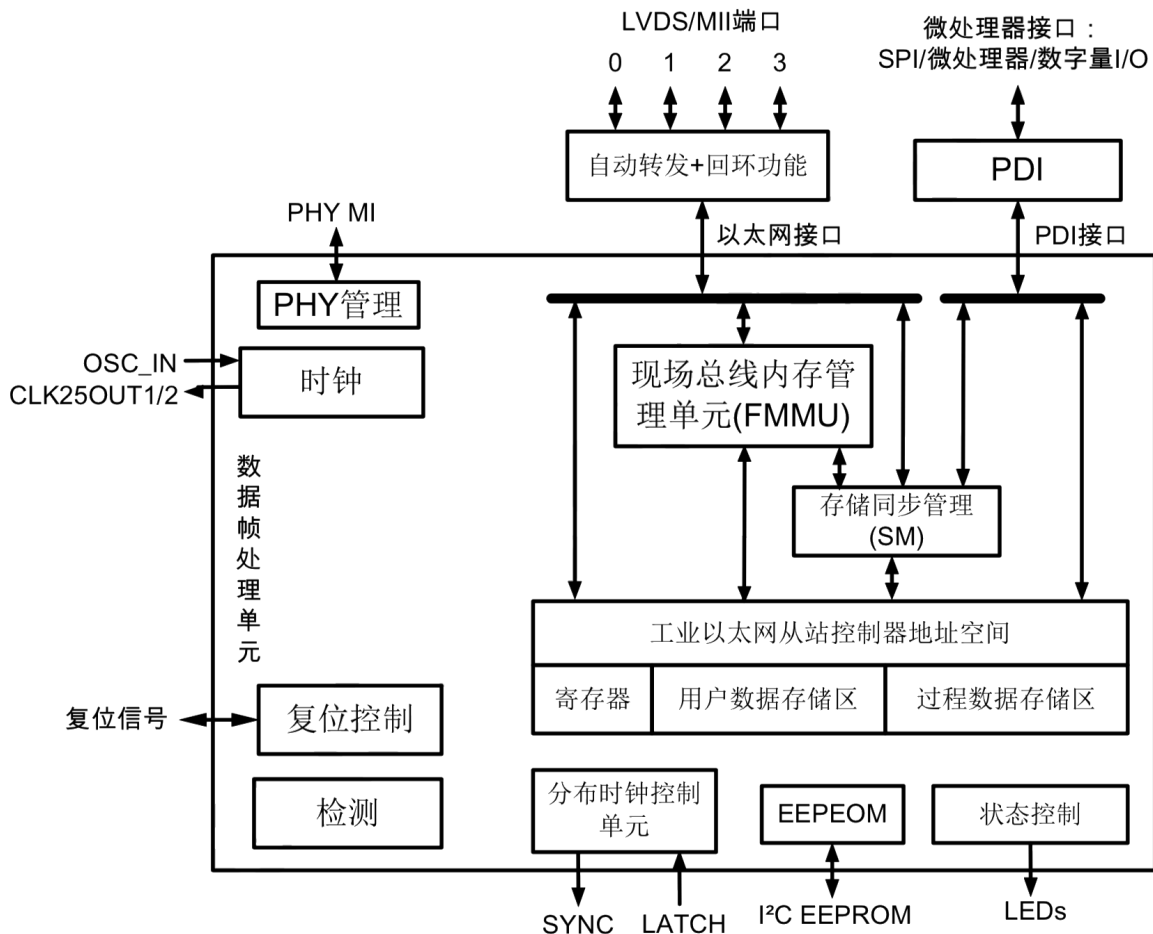 LVDS/MII端口
0 1 2 3
微处理器接口：
SPI/微处理器/数字量I/O
自动转发+回环功能
PDI
PHY MI
以太网接口
PDI接口
PHY管理
OSC_IN
CLK25OUT1/2
时钟
现场总线内存管
理单元(FMMU)
数据帧处理单元
存储同步管理
(SM)
工业以太网从站控制器地址空间
寄存器
用户数据存储区
过程数据存储区
复位信号
复位控制
检测
分布时钟控制
单元
EEPEOM
状态控制
SYNC
LATCH
I²C EEPROM
LEDs